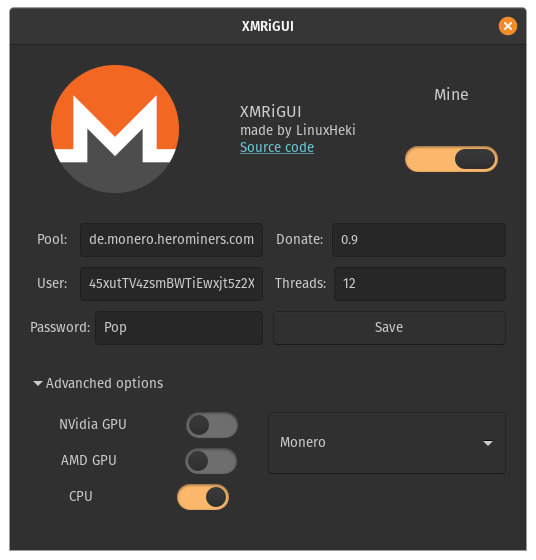 XMRiGUI
XMRiGUI
made by LinuxHeki
Source code
Mine
Pool: de.monero.herominers.com Donate: 0.9
User: 45xutTV4zsmBWTiEwxjt5z2X Threads: 12
Password: Pop Save
Advanched options
NVidia GPU
Monero
AMD GPU
CPU